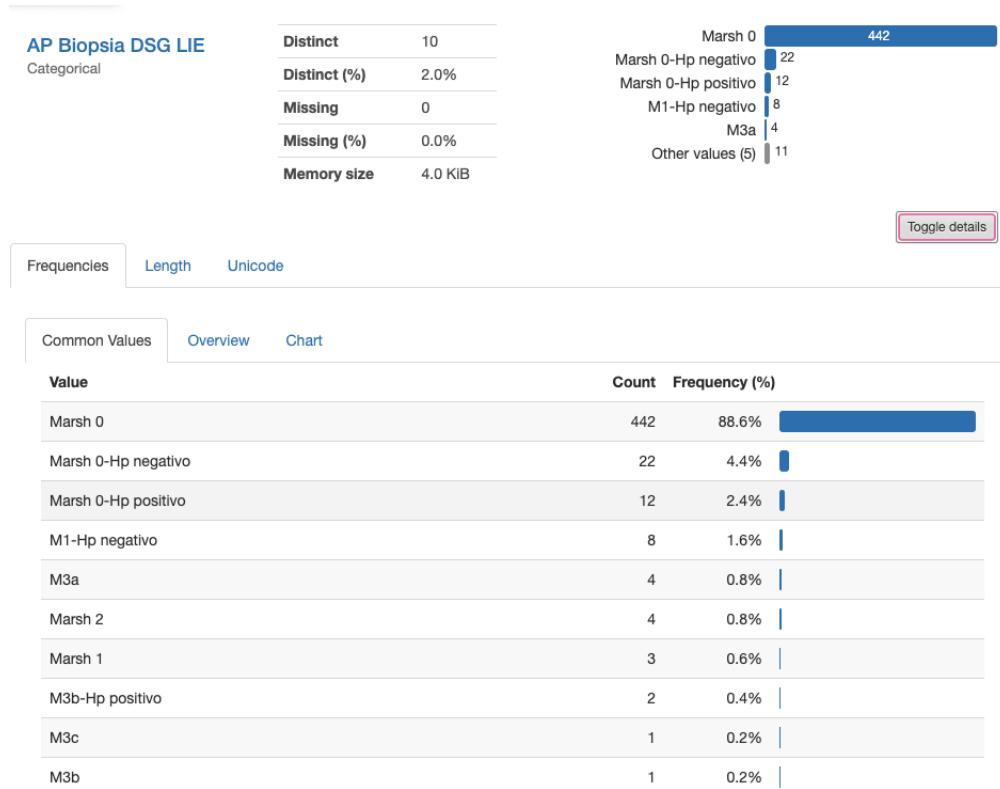 AP Biopsia DSG LIE
Categorical
Distinct 10
Distinct (%) 2.0%
Missing 0
Missing (%) 0.0%
Memory size 4.0 KiB
Marsh 0 442
Marsh 0-Hp negativo 22
Marsh 0-Hp positivo 12
M1-Hp negativo 8
M3a 4
Other values (5) 11
Toggle details
Frequencies Length Unicode
Common Values Overview Chart
Value Count Frequency (%)
Marsh 0 442 88.6%
Marsh 0-Hp negativo 22 4.4%
Marsh 0-Hp positivo 12 2.4%
M1-Hp negativo 8 1.6%
M3a 4 0.8%
Marsh 2 4 0.8%
Marsh 1 3 0.6%
M3b-Hp positivo 2 0.4%
M3c 1 0.2%
M3b 1 0.2%